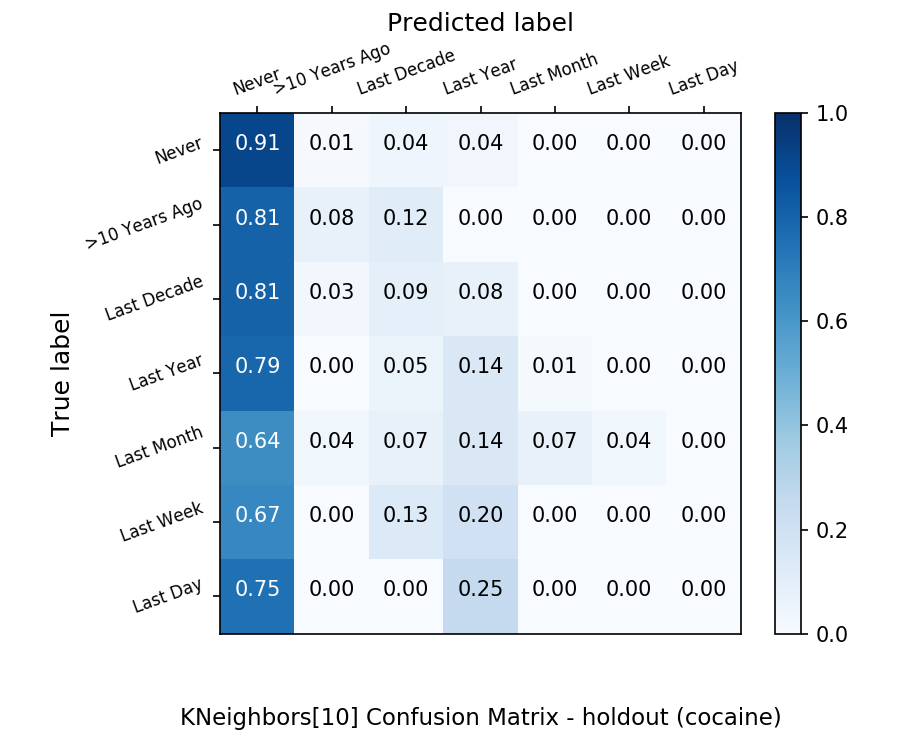 Predicted label
Never >10 Years Ago Last Decade Last Year Last Month Last Week Last Day
True label
Never 0.91 0.01 0.04 0.04 0.00 0.00 0.00
>10 Years Ago 0.81 0.08 0.12 0.00 0.00 0.00 0.00
Last Decade 0.81 0.03 0.09 0.08 0.00 0.00 0.00
Last Year 0.79 0.00 0.05 0.14 0.01 0.00 0.00
Last Month 0.64 0.04 0.07 0.14 0.07 0.04 0.00
Last Week 0.67 0.00 0.13 0.20 0.00 0.00 0.00
Last Day 0.75 0.00 0.00 0.25 0.00 0.00 0.00
1.0
0.8
0.6
0.4
0.2
0.0
KNeighbors[10] Confusion Matrix - holdout (cocaine)